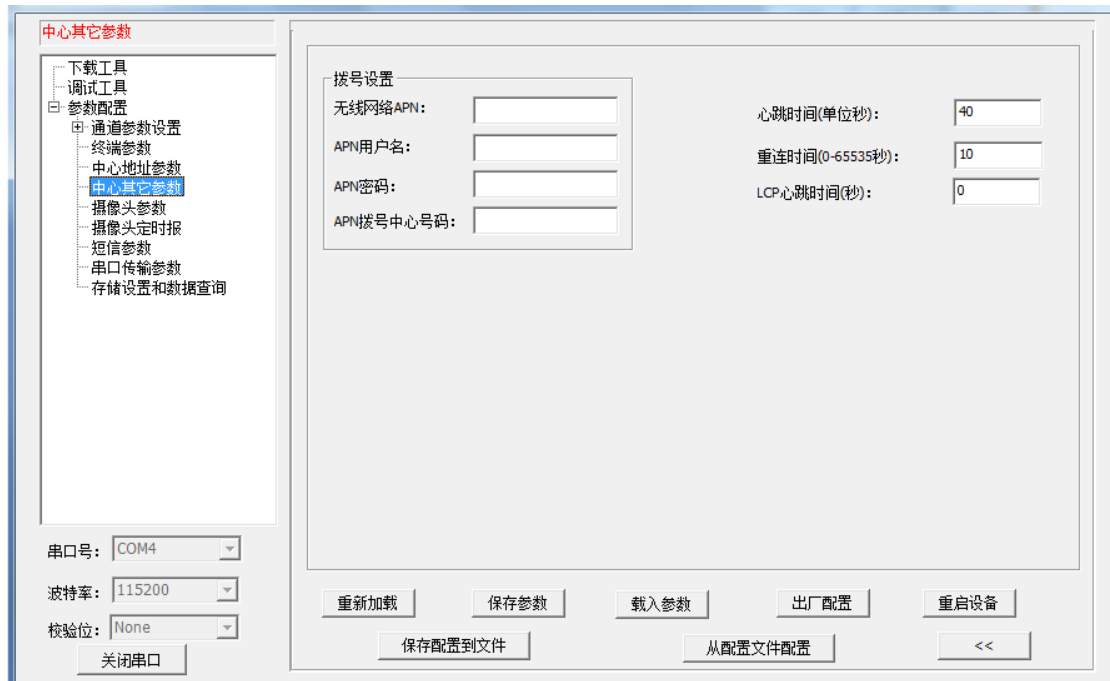 中心其它参数
下载工具
调试工具
参数配置
通道参数设置
终端参数
中心地址参数
中心其它参数
摄像头参数
摄像头定时报
短信参数
串口传输参数
存储设置和数据查询
串口号: COM4
波特率: 115200
校验位: None
关闭串口
拨号设置
无线网络APN:
APN用户名:
APN密码:
APN拨号中心号码:
心跳时间(单位秒): 40
重连时间(0-65535秒): 10
LCP心跳时间(秒): 0
重新加载 保存参数 载入参数 出厂配置 重启设备
保存配置到文件 从配置文件配置 <<